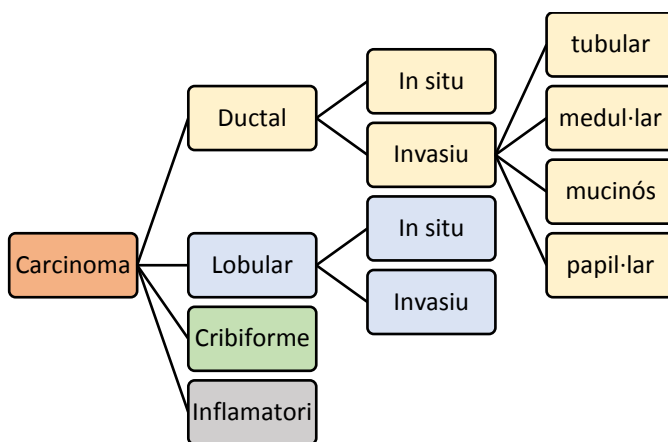 Carcinoma
Ductal
In situ
Invasiu
tubular
medul·lar
mucinós
papil·lar
Lobular
In situ
Invasiu
Cribiforme
Inflamatori